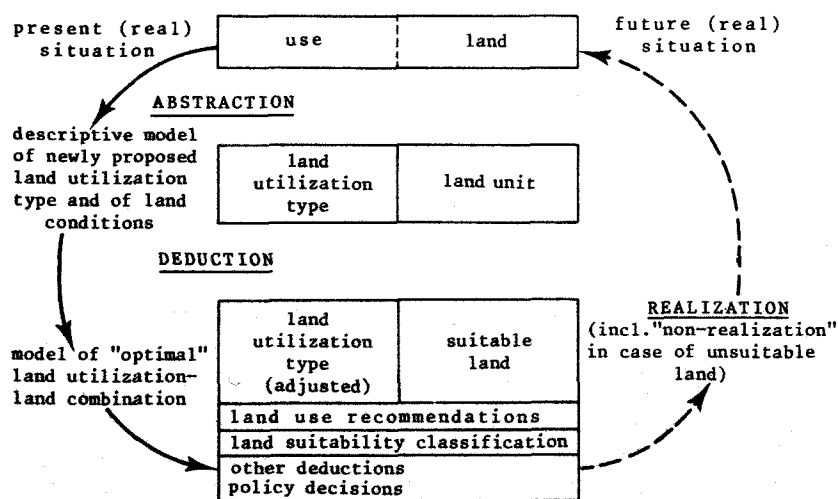 present (real)
situation
use
land
future (real)
situation
ABSTRACTION
descriptive model
of newly proposed
land utilization
type and of land
conditions
land
utilization
type
land unit
DEDUCTION
model of "optimal"
land utilization-
land combination
land
utilization
type
(adjusted)
suitable
land
land use recommendations
land suitability classification
other deductions
policy decisions
REALIZATION
(incl."non-realization"
in case of unsuitable
land)